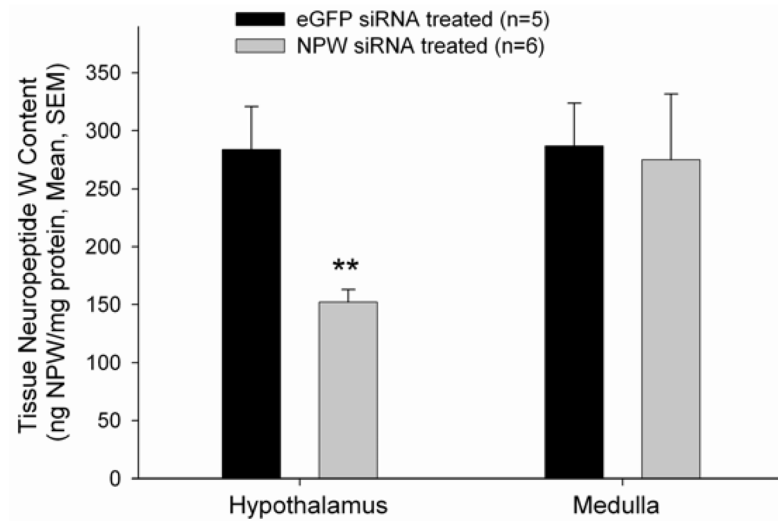 eGFP siRNA treated (n=5)
NPW siRNA treated (n=6)
Tissue Neuropeptide W Content
(ng NPW/mg protein, Mean, SEM)
350
300
250
200
150
100
50
0
**
Hypothalamus
Medulla